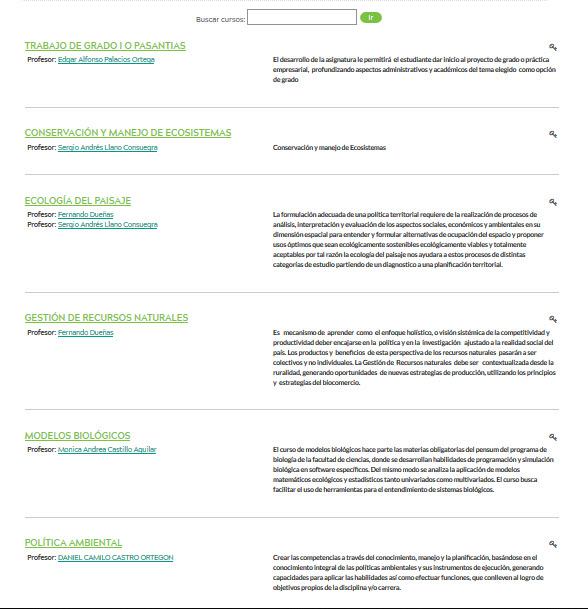 Buscar cursos:
Ir
TRABAJO DE GRADO I O PASANTIAS
Profesor: Edgar Alfonso Palacios Ortega
El desarrollo de la asignatura le permitirá el estudiante dar inicio al proyecto de grado o práctica
empresarial, profundizando aspectos administrativos y académicos del tema elegido como opción
de grado
CONSERVACIÓN Y MANEJO DE ECOSISTEMAS
Profesor: Sergio Andrés Llano Consuegra
Conservación y manejo de Ecosistemas
ECOLOGÍA DEL PAISAJE
Profesor: Fernando Dueñas
Profesor: Sergio Andrés Llano Consuegra
La formulación adecuada de una política territorial requiere de la realización de procesos de
análisis, interpretación y evaluación de los aspectos sociales, económicos y ambientales en su
dimensión espacial para entender y formular alternativas de ocupación del espacio y proponer
usos óptimos que sean ecológicamente sostenibles ecológicamente viables y totalmente
aceptables por tal razón la ecología del paisaje nos ayudara a estos procesos de distintas
categorías de estudio partiendo de un diagnostico a una planificación territorial.
GESTIÓN DE RECURSOS NATURALES
Profesor: Fernando Dueñas
Es mecanismo de aprender como el enfoque holístico, o visión sistémica de la competitividad y
productividad deber encajarse en la política y en la investigación ajustado a la realidad social del
país. Los productos y beneficios de esta perspectiva de los recursos naturales pasarán a ser
colectivos y no individuales. La Gestión de Recursos naturales debe ser contextualizada desde la
ruralidad, generando oportunidades de nuevas estrategias de producción, utilizando los principios
y estrategias del biocomercio.
MODELOS BIOLÓGICOS
Profesor: Monica Andrea Castillo Aguilar
El curso de modelos biológicos hace parte las materias obligatorias del pensum del programa de
biología de la facultad de ciencias, donde se desarrollan habilidades de programación y simulación
biológica en software específicos. Del mismo modo se analiza la aplicación de modelos
matemáticos ecológicos y estadísticos tanto univariados como multivariados. El curso busca
facilitar el uso de herramientas para el entendimiento de sistemas biológicos.
POLÍTICA AMBIENTAL
Profesor: DANIEL CAMILO CASTRO ORTEGON
Crear las competencias a través del conocimiento, manejo y la planificación, basándose en el
conocimiento integral de las políticas ambientales y sus instrumentos de ejecución, generando
capacidades para aplicar las habilidades así como efectuar funciones, que conlleven al logro de
objetivos propios de la disciplina y/o carrera.